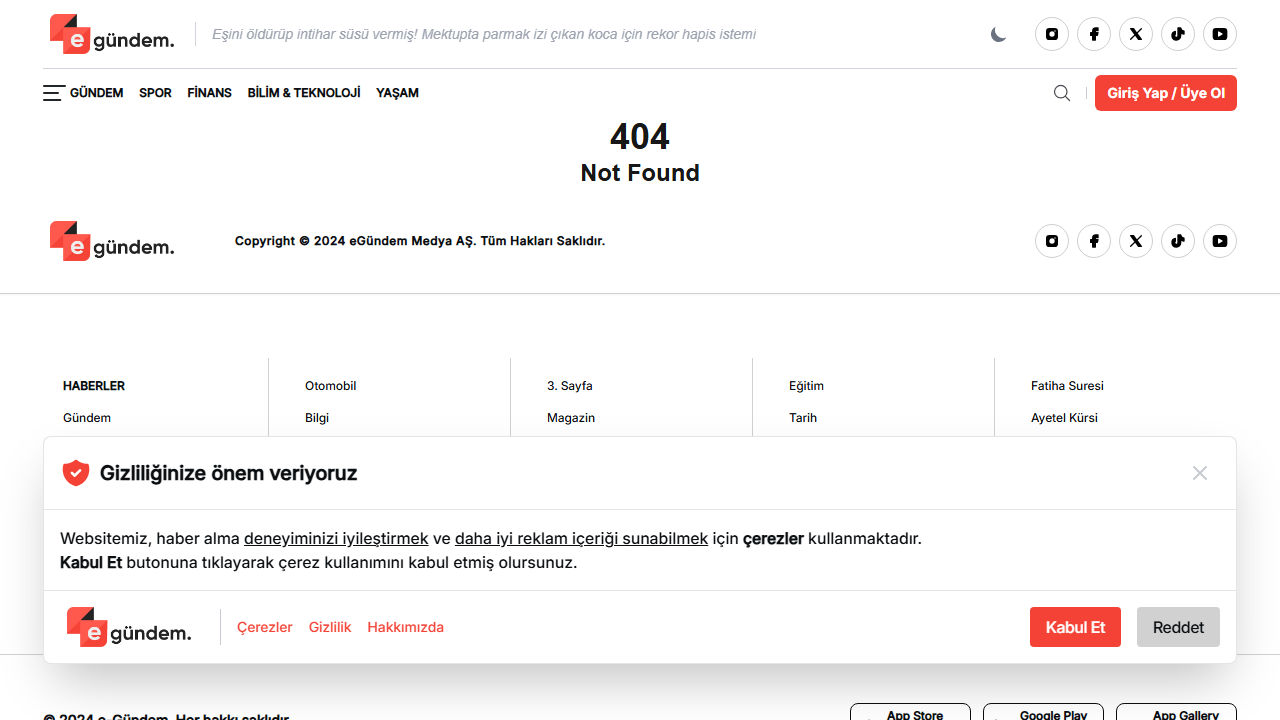 e gündem.
Eşini öldürüp intihar süsü vermiş! Mektupta parmak izi çıkan koca için rekor hapis istemi
GÜNDEM SPOR FİNANS BİLİM & TEKNOLOJİ YAŞAM
Giriş Yap / Üye Ol
404
Not Found
e gündem.
Copyright © 2024 eGündem Medya AŞ. Tüm Hakları Saklıdır.
HABERLER Otomobil 3. Sayfa Eğitim Fatiha Suresi
Gündem Bilgi Magazin Tarih Ayetel Kürsi
Gizliliğinize önem veriyoruz
Websitemiz, haber alma deneyiminizi iyileştirmek ve daha iyi reklam içeriği sunabilmek için çerezler kullanmaktadır.
Kabul Et butonuna tıklayarak çerez kullanımını kabul etmiş olursunuz.
e gündem.
Çerezler Gizlilik Hakkımızda
Kabul Et Reddet
© 2024 e-Gündem. Her hakkı saklıdır.
App Store Google Play App Gallery